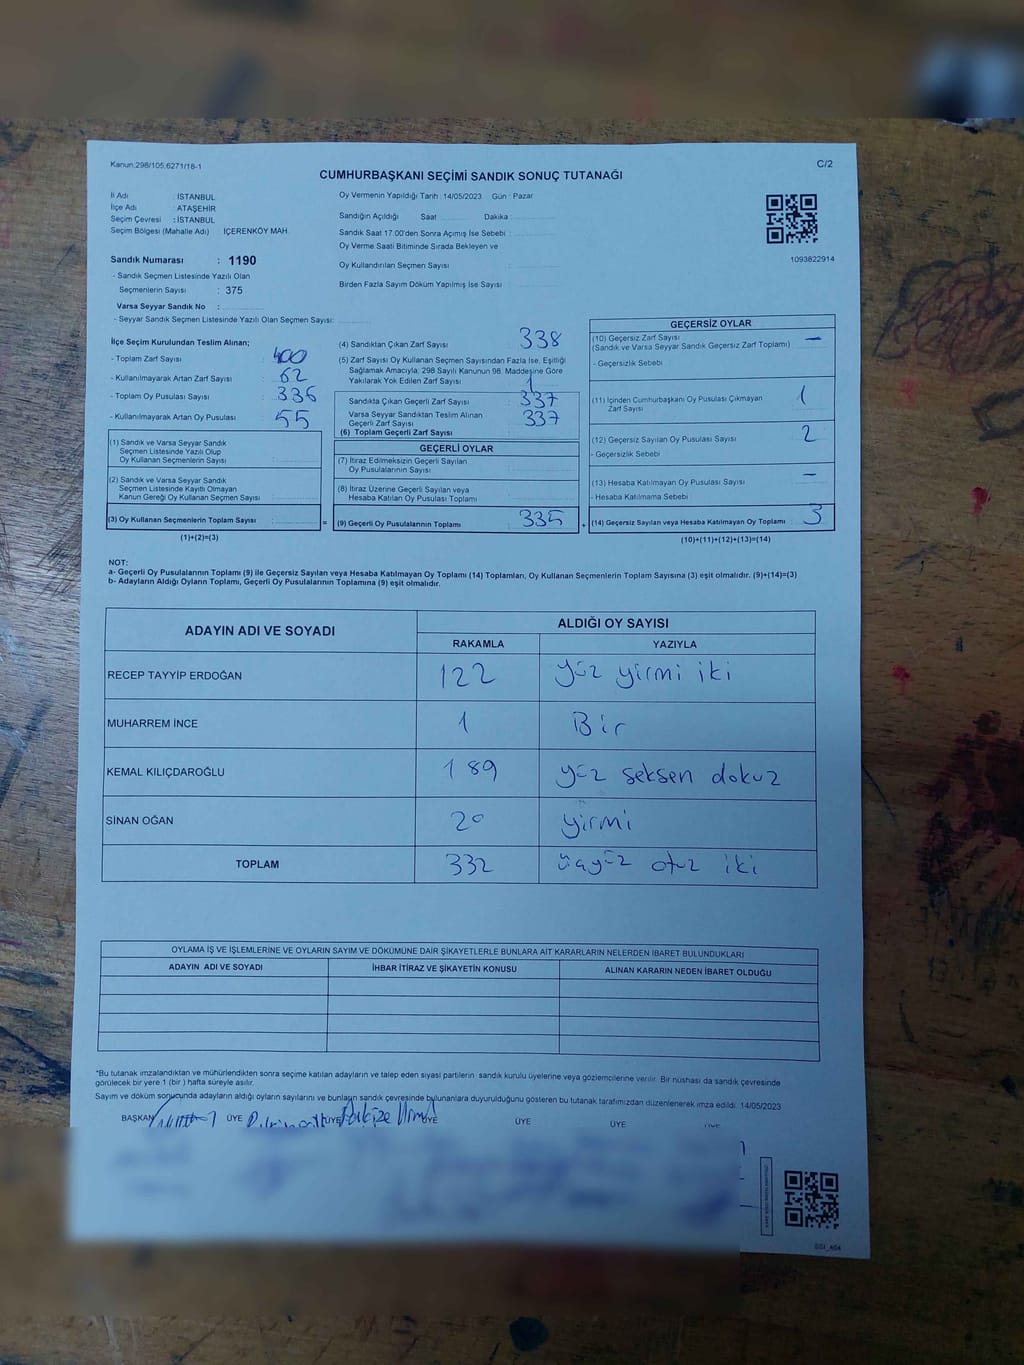 Kanun:298/105;6271/18-1
C/2
CUMHURBAŞKANI SEÇİMİ SANDIK SONUÇ TUTANAĞI
İl Adı : İSTANBUL
İlçe Adı : ATAŞEHİR
Seçim Çevresi : İSTANBUL
Seçim Bölgesi (Mahalle Adı) : İÇERENKÖY MAH.
Sandık Numarası : 1190
- Sandık Seçmen Listesinde Yazılı Olan
Seçmenlerin Sayısı : 375
Varsa Seyyar Sandık No :
- Seyyar Sandık Seçmen Listesinde Yazılı Olan Seçmen Sayısı:
Oy Vermenin Yapıldığı Tarih : 14/05/2023 Gün : Pazar
Sandığın Açıldığı Saat Dakika
Sandık Saat 17.00'den Sonra Açımış İse Sebebi :
Oy Verme Saati Bitiminde Sırada Bekleyen ve
Oy Kullandırılan Seçmen Sayısı :
Birden Fazla Sayım Döküm Yapılmış İse Sayısı :
1093822914
İlçe Seçim Kurulundan Teslim Alınan;
- Toplam Zarf Sayısı : 400
- Kullanılmayarak Artan Zarf Sayısı : 62
- Toplam Oy Pusulası Sayısı : 336
- Kullanılmayarak Artan Oy Pusulası : 55
(1) Sandık ve Varsa Seyyar Sandık
Seçmen Listesinde Yazılı Olup
Oy Kullanan Seçmenlerin Sayısı :
(2) Sandık ve Varsa Seyyar Sandık
Seçmen Listesinde Kayıtlı Olmayan
Kanun Gereği Oy Kullanan Seçmen Sayısı :
(3) Oy Kullanan Seçmenlerin Toplam Sayısı :
(1)+(2)=(3)
=
(4) Sandıktan Çıkan Zarf Sayısı : 338
(5) Zarf Sayısı Oy Kullanan Seçmen Sayısından Fazla İse, Eşitliği
Sağlamak Amacıyla, 298 Sayılı Kanunun 98. Maddesine Göre
Yakılarak Yok Edilen Zarf Sayısı : 1
Sandıkta Çıkan Geçerli Zarf Sayısı : 337
Varsa Seyyar Sandıktan Teslim Alınan
Geçerli Zarf Sayısı : 337
(6) Toplam Geçerli Zarf Sayısı
GEÇERLİ OYLAR
(7) İtiraz Edilmeksizin Geçerli Sayılan
Oy Pusulalarının Sayısı :
(8) İtiraz Üzerine Geçerli Sayılan veya
Hesaba Katılan Oy Pusulası Toplamı :
(9) Geçerli Oy Pusulalarının Toplamı : 335
+
GEÇERSİZ OYLAR
(10) Geçersiz Zarf Sayısı : —
(Sandık ve Varsa Seyyar Sandık Geçersiz Zarf Toplamı)
- Geçersizlik Sebebi
(11) İçinden Cumhurbaşkanı Oy Pusulası Çıkmayan : 1
Zarf Sayısı
(12) Geçersiz Sayılan Oy Pusulası Sayısı : 2
- Geçersizlik Sebebi
(13) Hesaba Katılmayan Oy Pusulası Sayısı : —
- Hesaba Katılmama Sebebi
(14) Geçersiz Sayılan veya Hesaba Katılmayan Oy Toplamı : 3
(10)+(11)+(12)+(13)=(14)
NOT:
a- Geçerli Oy Pusulalarının Toplamı (9) ile Geçersiz Sayılan veya Hesaba Katılmayan Oy Toplamı (14) Toplamları, Oy Kullanan Seçmenlerin Toplam Sayısına (3) eşit olmalıdır. (9)+(14)=(3)
b- Adayların Aldığı Oyların Toplamı, Geçerli Oy Pusulalarının Toplamına (9) eşit olmalıdır.
ADAYIN ADI VE SOYADI
ALDIĞI OY SAYISI
RAKAMLA YAZIYLA
RECEP TAYYİP ERDOĞAN 122 yüz yirmi iki
MUHARREM İNCE 1 Bir
KEMAL KILIÇDAROĞLU 189 yüz seksen dokuz
SİNAN OĞAN 20 yirmi
TOPLAM 332 üçyüz otuz iki
OYLAMA İŞ VE İŞLEMLERİNE VE OYLARIN SAYIM VE DÖKÜMÜNE DAİR ŞİKAYETLERLE BUNLARA AİT KARARLARIN NELERDEN İBARET BULUNDUKLARI
ADAYIN ADI VE SOYADI İHBAR İTİRAZ VE ŞİKAYETİN KONUSU ALINAN KARARIN NEDEN İBARET OLDUĞU
*Bu tutanak imzalandıktan ve mühürlendikten sonra seçime katılan adayların ve talep eden siyasi partilerin sandık kurulu üyelerine veya gözlemcilerine verilir. Bir nüshası da sandık çevresinde
görülecek bir yere 1 (bir ) hafta süreyle asılır.
Sayım ve döküm sonucunda adayların aldığı oyların sayılarını ve bunların sandık çevresinde bulunanlara duyurulduğunu gösteren bu tutanak tarafımızdan düzenlenerek imza edildi. 14/05/2023
BAŞKAN ÜYE ÜYE ÜYE ÜYE ÜYE